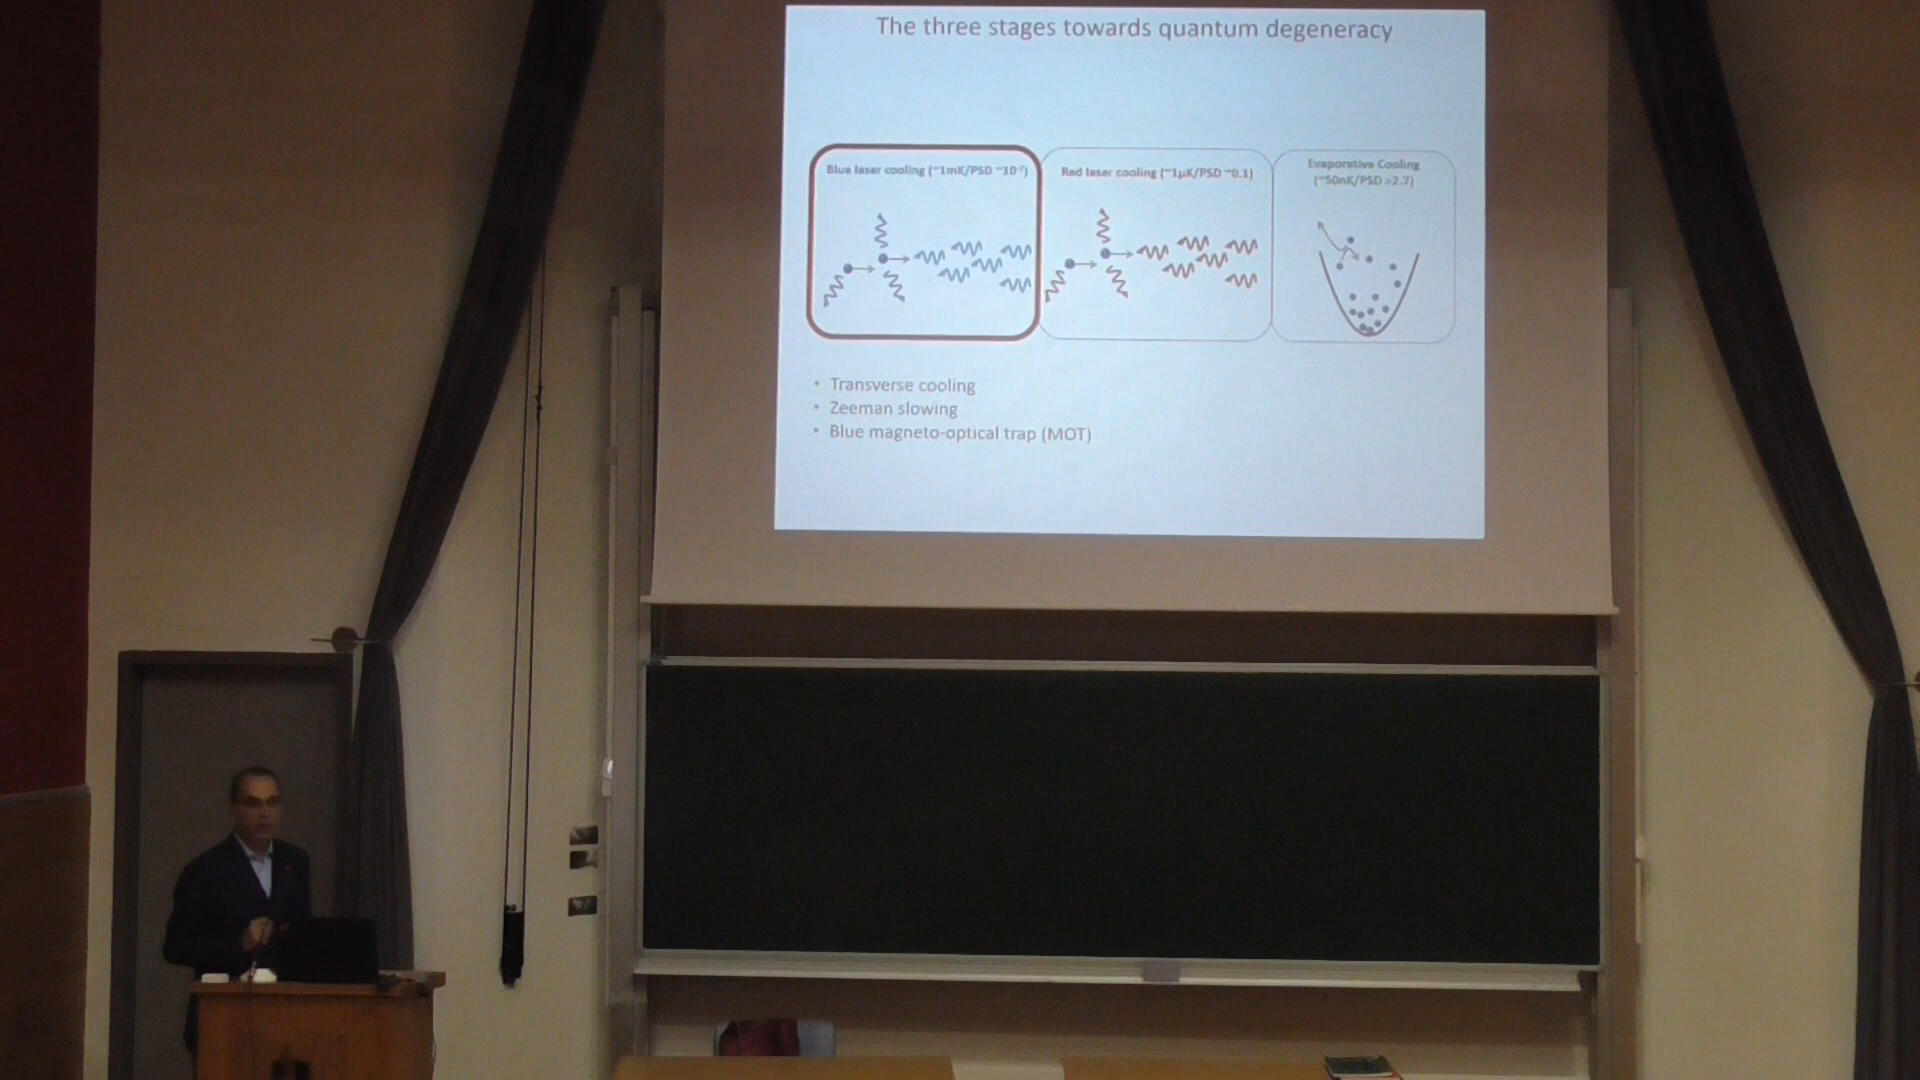 The three stages towards quantum degeneracy
Blue laser cooling (~1mK/PSD ~10⁻⁷)
Red laser cooling (~1μK/PSD ~0.1)
Evaporative Cooling
(~50nK/PSD >2.7)
• Transverse cooling
• Zeeman slowing
• Blue magneto-optical trap (MOT)